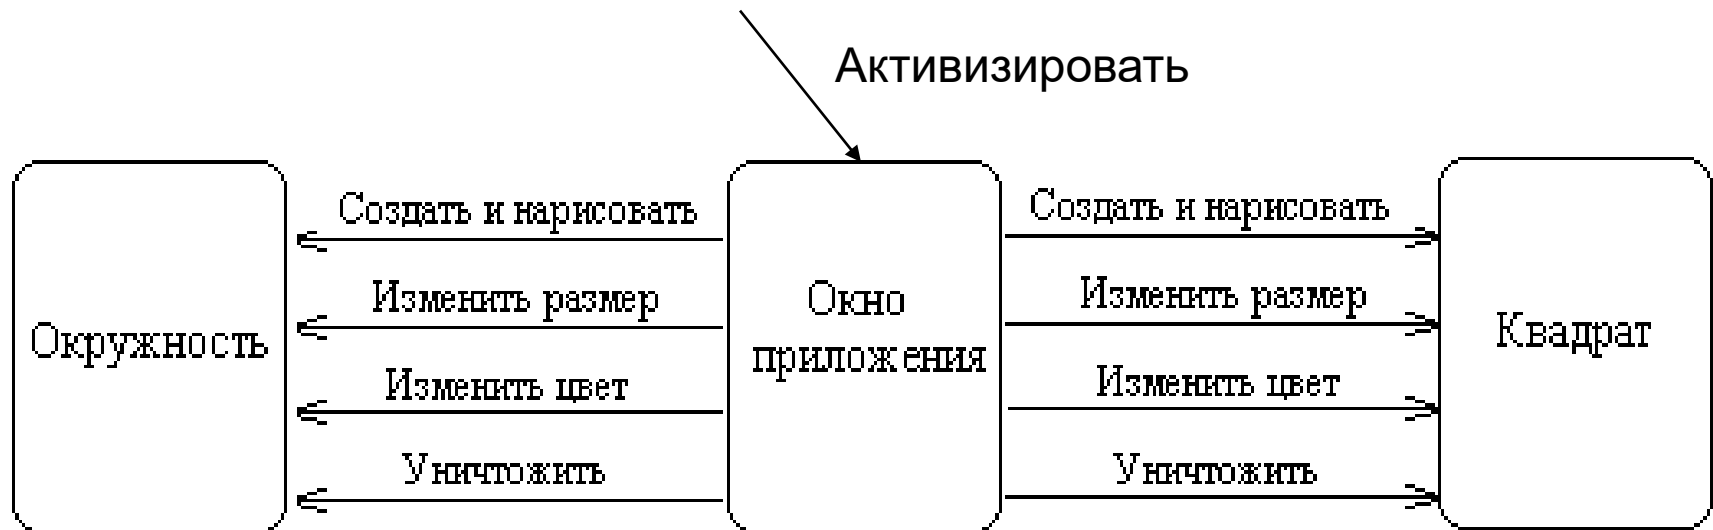 Активизировать
Создать и нарисовать
Создать и нарисовать
Изменить размер
Окно
приложения
Изменить размер
Окружность
Квадрат
Изменить цвет
Изменить цвет
Уничтожить
Уничтожить